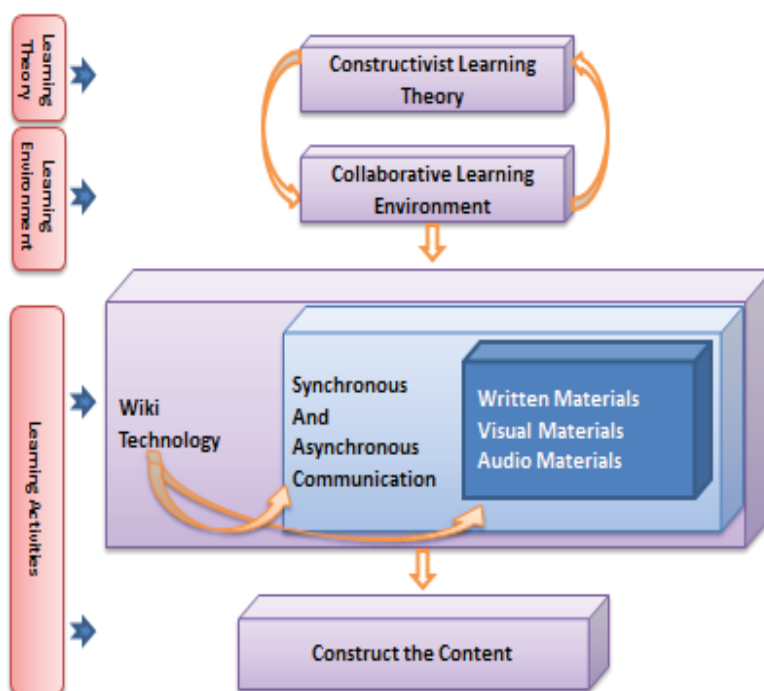 Learning
Theory
Constructivist Learning
Theory
Learning
Environment
Collaborative Learning
Environment
Learning Activities
Wiki
Technology
Synchronous
And
Asynchronous
Communication
Written Materials
Visual Materials
Audio Materials
Construct the Content